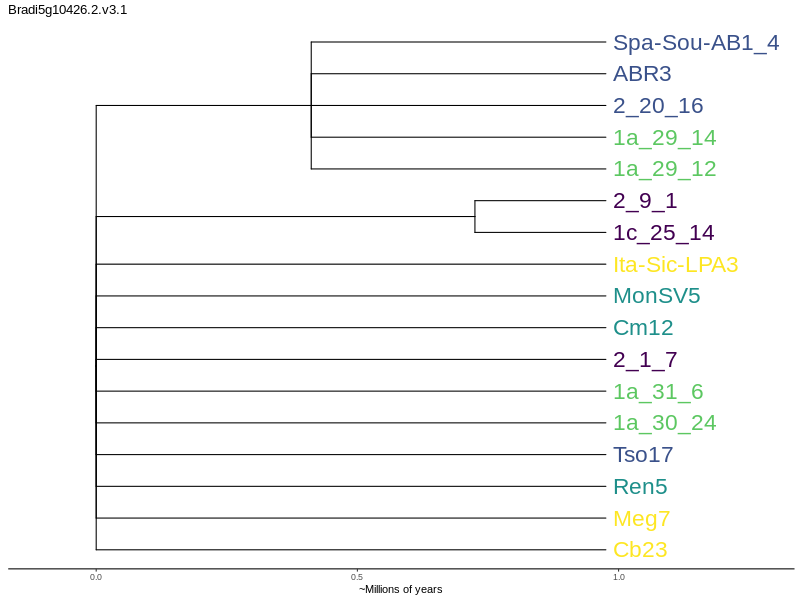 Bradi5g10426.2.v3.1
Spa-Sou-AB1_4
ABR3
2_20_16
1a_29_14
1a_29_12
2_9_1
1c_25_14
Ita-Sic-LPA3
MonSV5
Cm12
2_1_7
1a_31_6
1a_30_24
Tso17
Ren5
Meg7
Cb23
0.0 0.5 1.0
~Millions of years